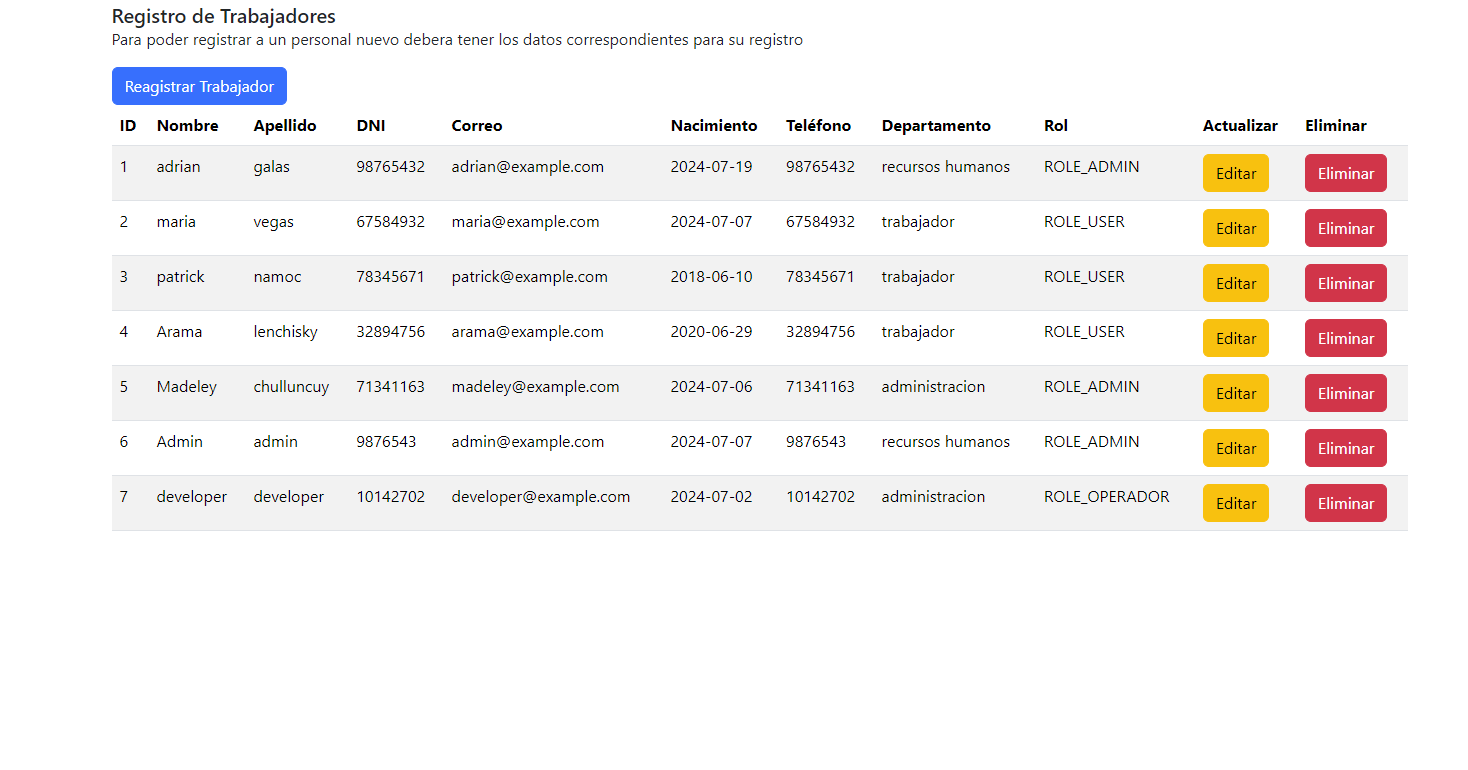 Registro de Trabajadores
Para poder registrar a un personal nuevo debera tener los datos correspondientes para su registro
Reagistrar Trabajador
ID Nombre Apellido DNI Correo Nacimiento Teléfono Departamento Rol Actualizar Eliminar
1 adrian galas 98765432 adrian@example.com 2024-07-19 98765432 recursos humanos ROLE_ADMIN Editar Eliminar
2 maria vegas 67584932 maria@example.com 2024-07-07 67584932 trabajador ROLE_USER Editar Eliminar
3 patrick namoc 78345671 patrick@example.com 2018-06-10 78345671 trabajador ROLE_USER Editar Eliminar
4 Arama lenchisky 32894756 arama@example.com 2020-06-29 32894756 trabajador ROLE_USER Editar Eliminar
5 Madeley chulluncuy 71341163 madeley@example.com 2024-07-06 71341163 administracion ROLE_ADMIN Editar Eliminar
6 Admin admin 9876543 admin@example.com 2024-07-07 9876543 recursos humanos ROLE_ADMIN Editar Eliminar
7 developer developer 10142702 developer@example.com 2024-07-02 10142702 administracion ROLE_OPERADOR Editar Eliminar